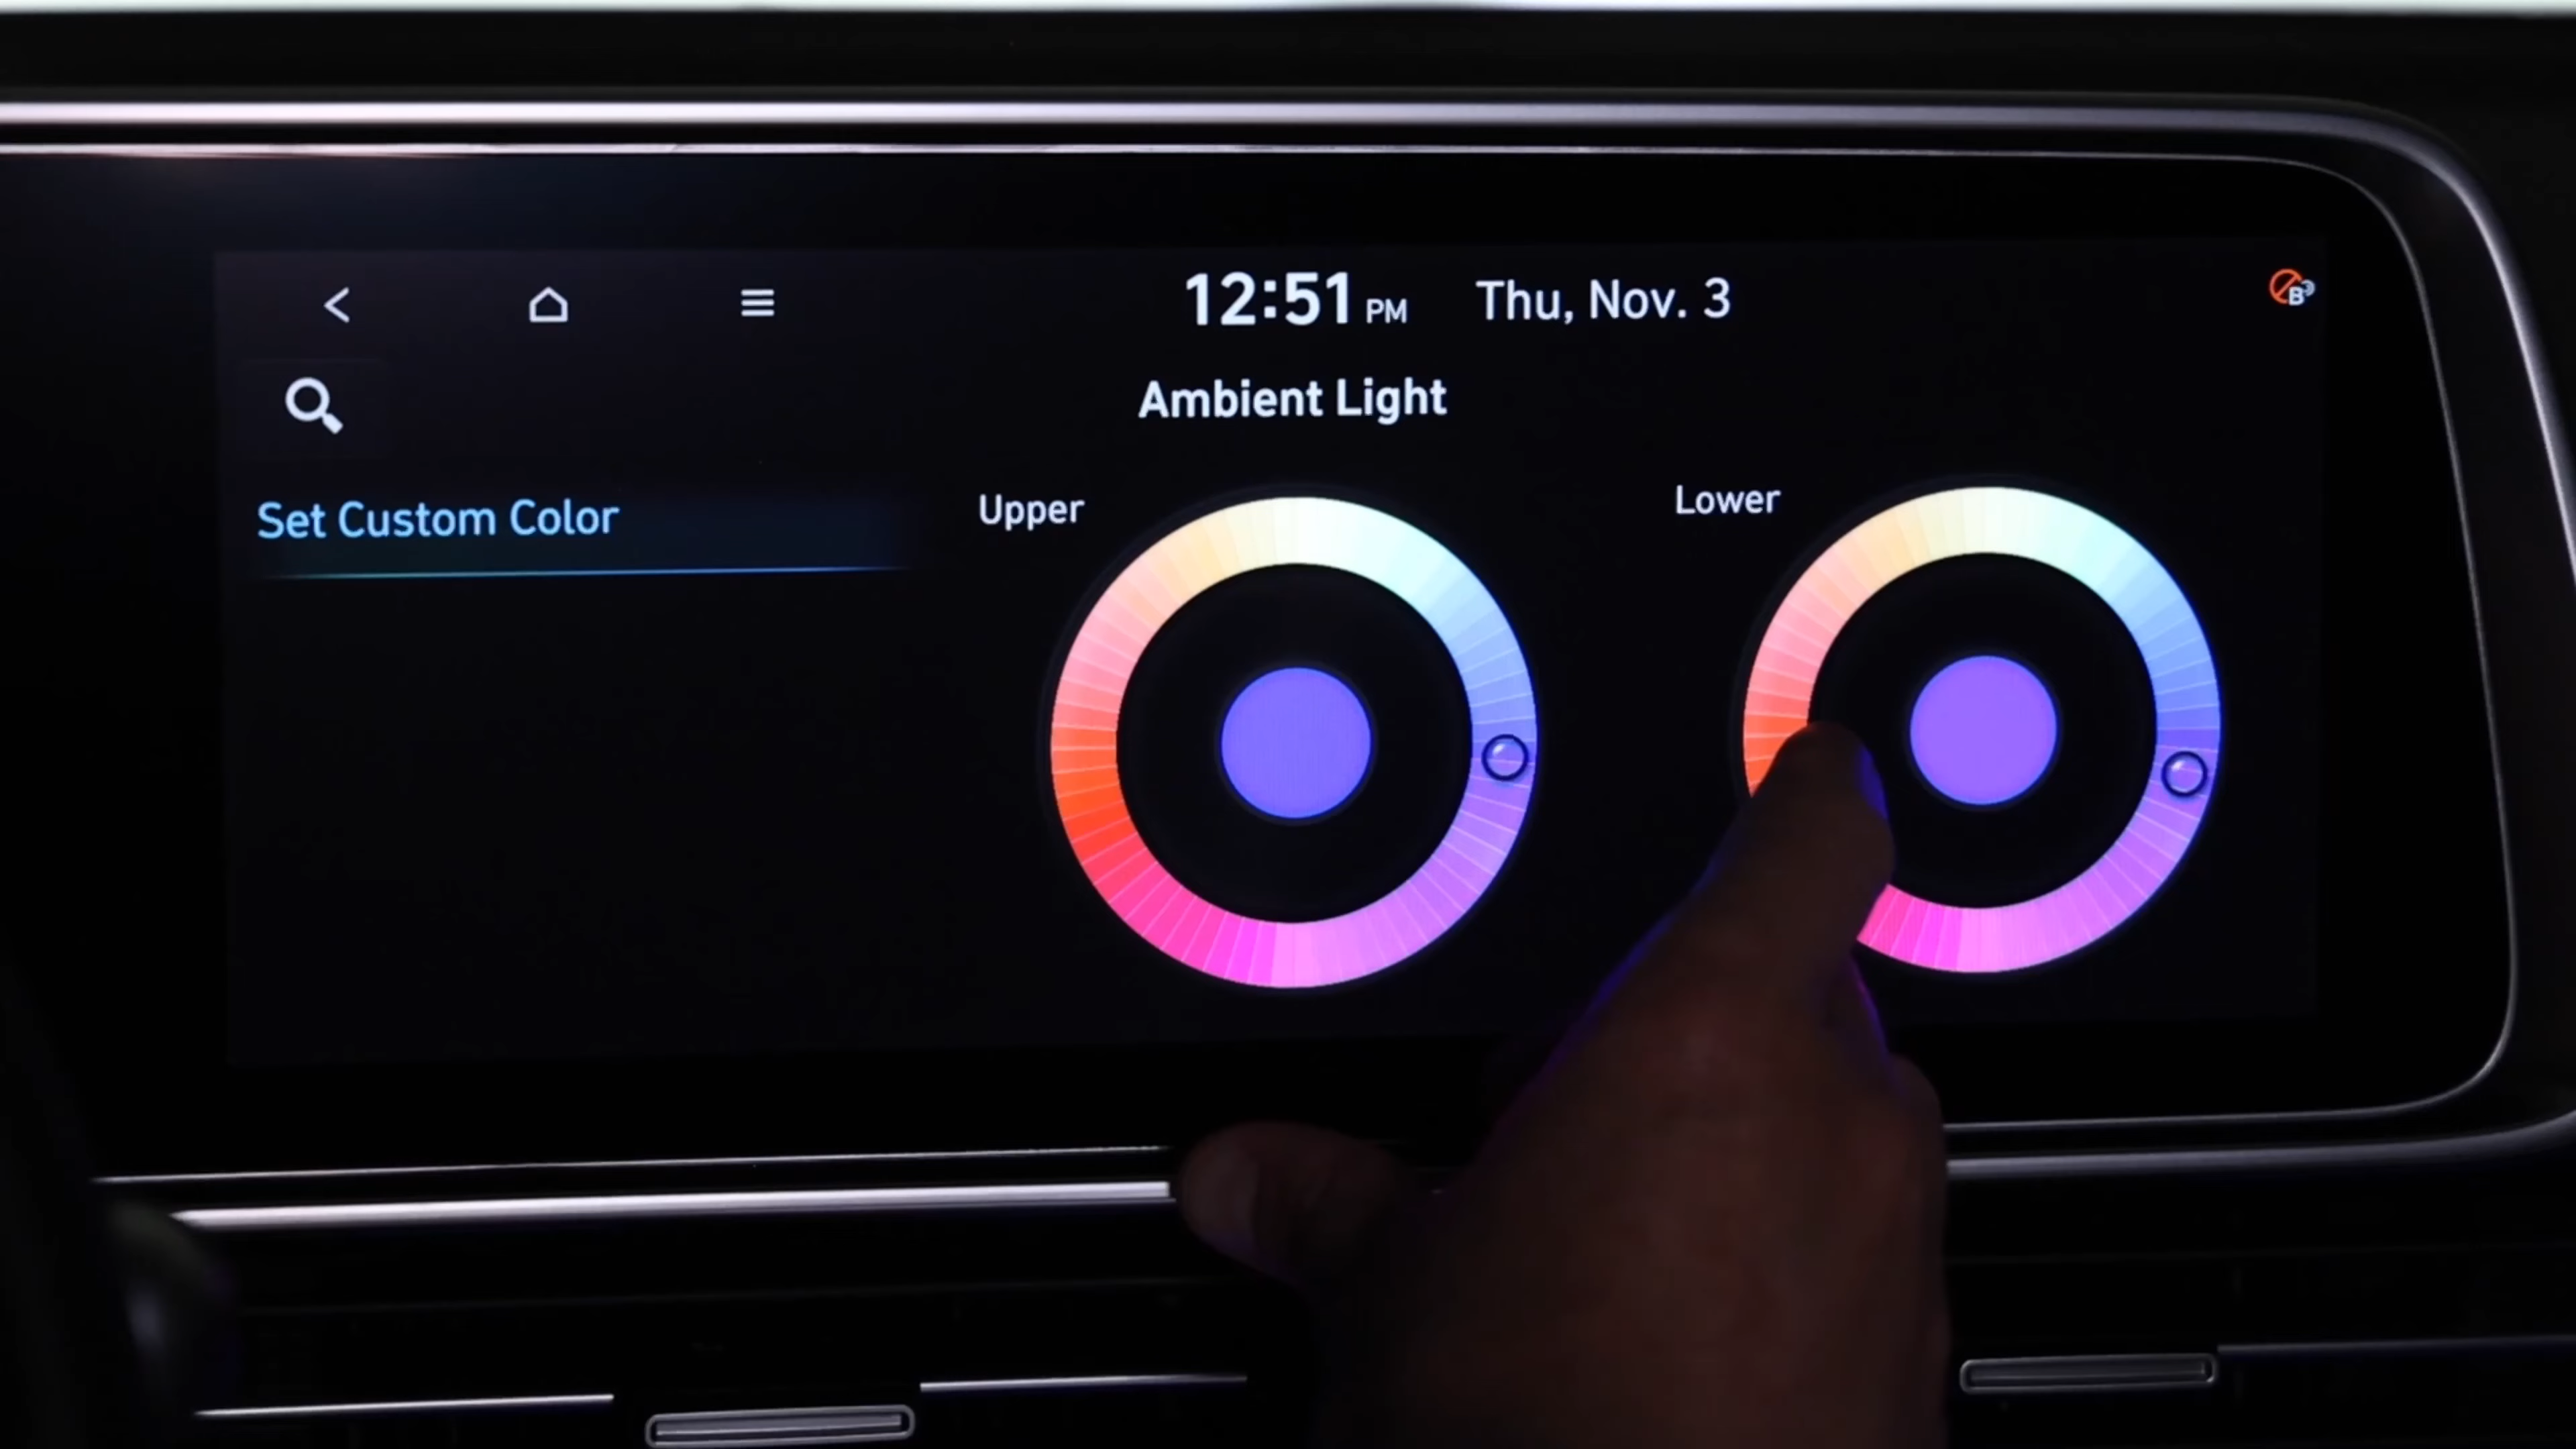 12:51 PM Thu, Nov. 3
Ambient Light
Set Custom Color
Upper
Lower
B